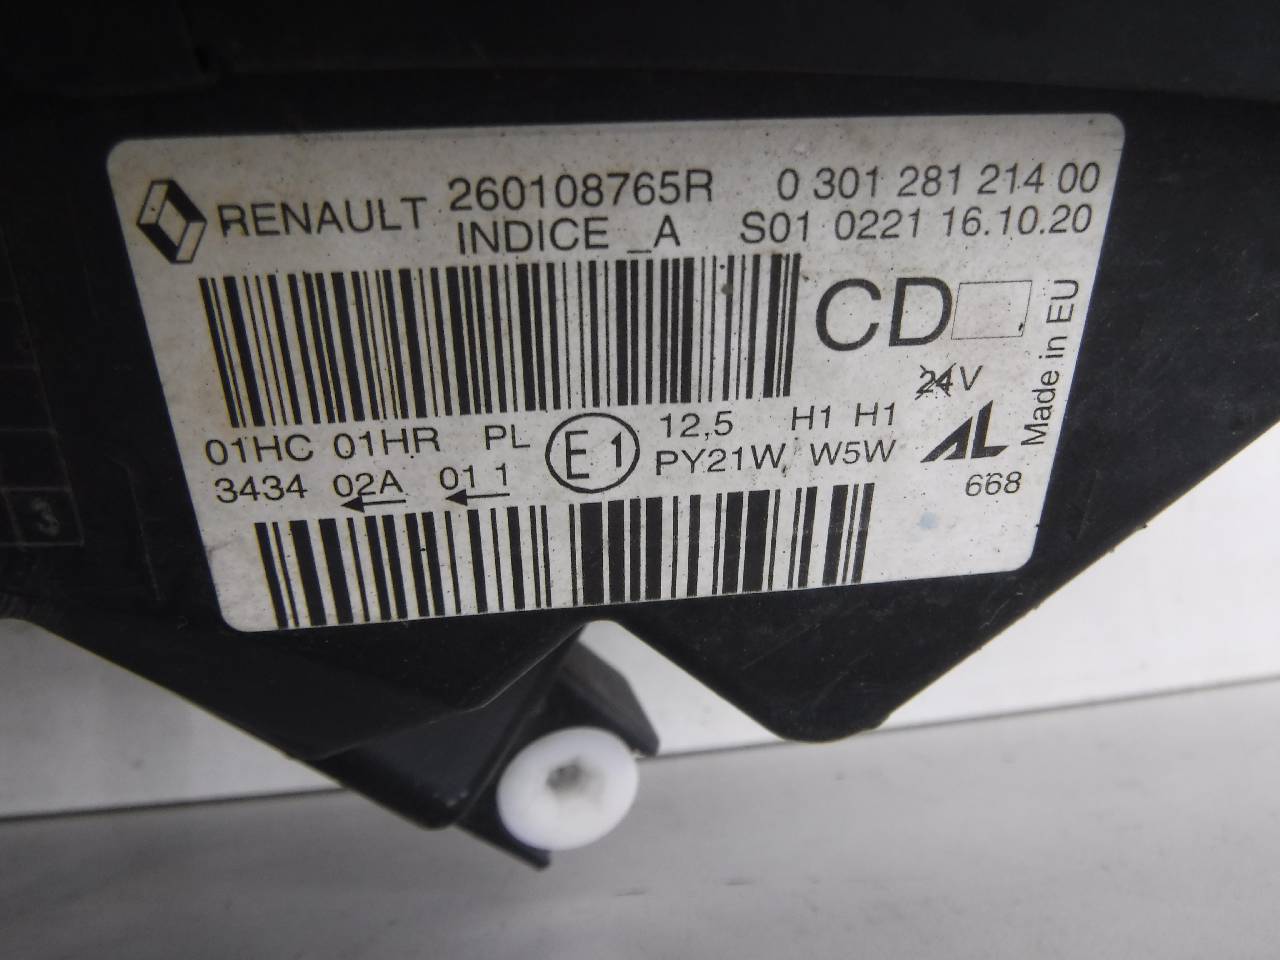 RENAULT 260108765R 0 301 281 214 00
INDICE _A S01 0221 16.10.20
CD
Made in EU
24V
01HC 01HR PL E1 12,5 H1 H1
3434 02A 01 1 PY21W W5W AL
668
3